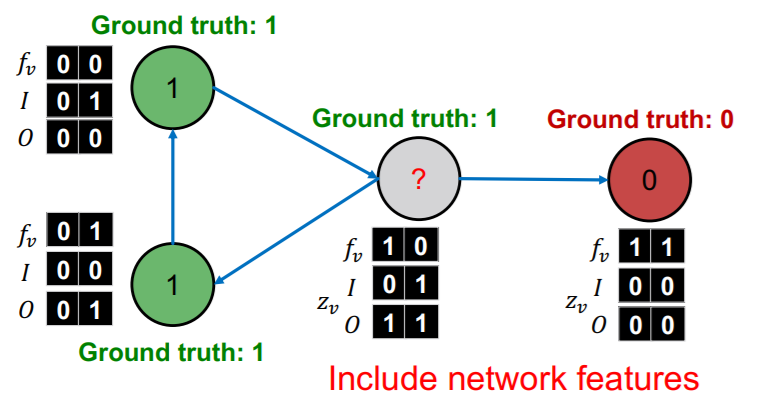 Ground truth: 1
f_v 0 0
I 0 1
O 0 0
1
Ground truth: 1
Ground truth: 0
?
0
f_v 0 1
I 0 0
O 0 1
1
Ground truth: 1
f_v 1 0
z_v I 0 1
O 1 1
f_v 1 1
z_v I 0 0
O 0 0
Include network features